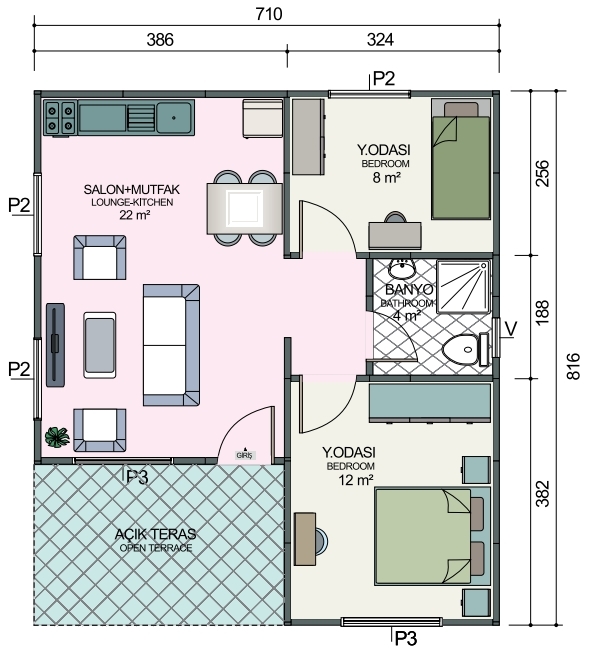 710
386
324
P2
Y.ODASI
BEDROOM
8 m²
256
SALON+MUTFAK
LOUNGE-KITCHEN
22 m²
P2
BANYO
BATHROOM
4 m²
188
V
816
P2
GİRİŞ
Y.ODASI
BEDROOM
12 m²
P3
382
AÇIK TERAS
OPEN TERRACE
P3